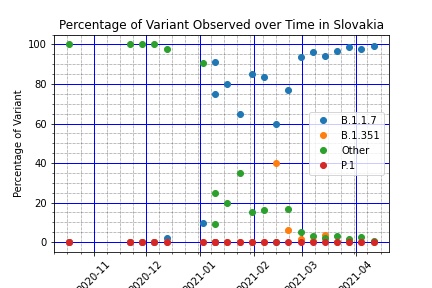 Percentage of Variant Observed over Time in Slovakia
Percentage of Variant
100
80
60
40
20
0
B.1.1.7
B.1.351
Other
P.1
2020-11
2020-12
2021-01
2021-02
2021-03
2021-04